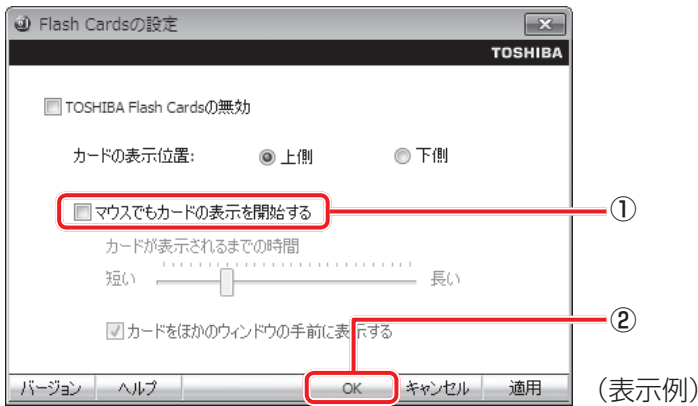 Flash Cardsの設定
TOSHIBA
TOSHIBA Flash Cardsの無効
カードの表示位置: 上側 下側
マウスでもカードの表示を開始する ①
カードが表示されるまでの時間
短い 長い
②
カードをほかのウィンドウの手前に表示する
バージョン ヘルプ OK キャンセル 適用 （表示例）